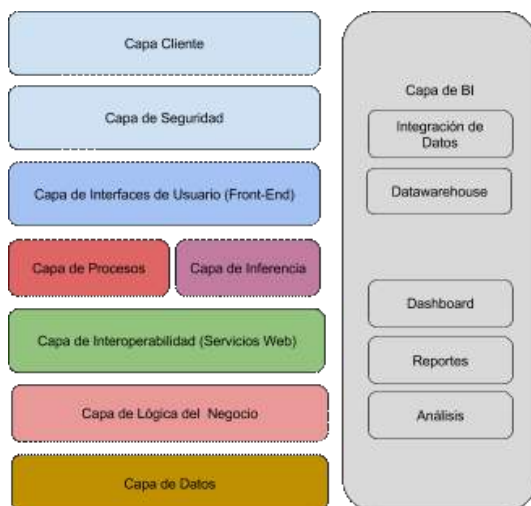 Capa Cliente
Capa de Seguridad
Capa de Interfaces de Usuario (Front-End)
Capa de Procesos
Capa de Inferencia
Capa de Interoperabilidad (Servicios Web)
Capa de Lógica del Negocio
Capa de Datos
Capa de BI
Integración de
Datos
Datawarehouse
Dashboard
Reportes
Análisis